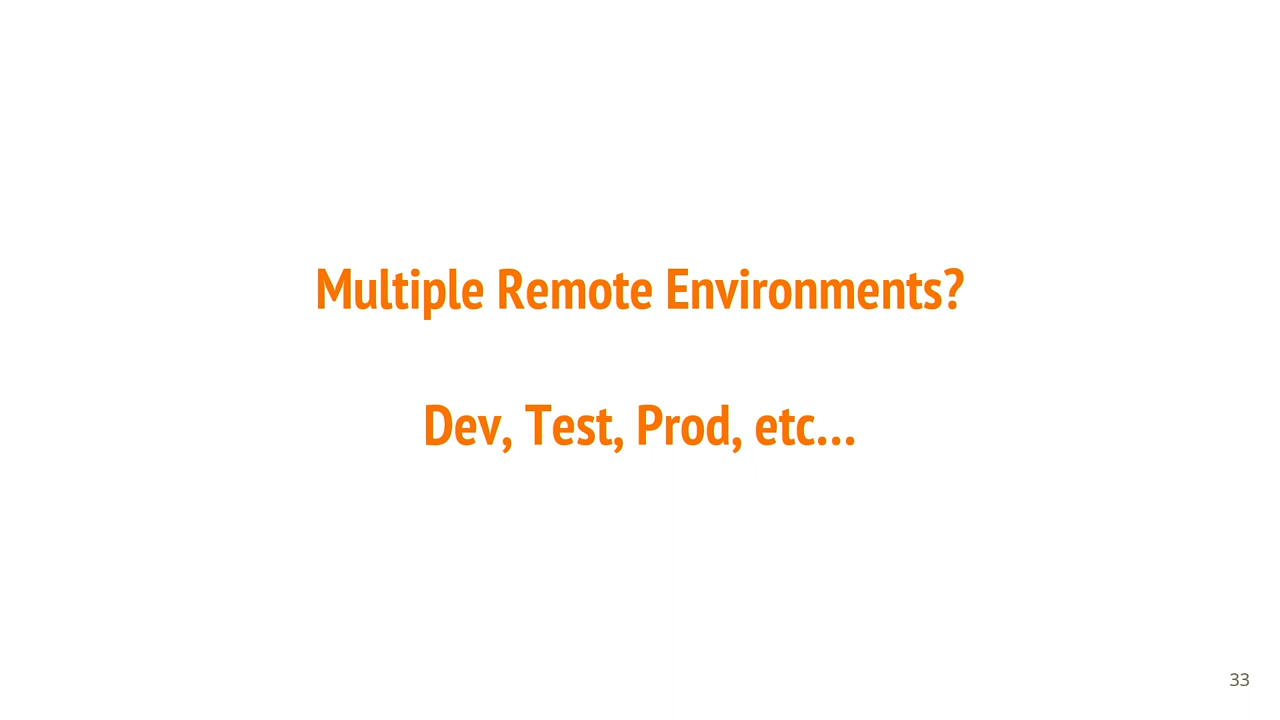 Multiple Remote Environments?
Dev, Test, Prod, etc...
33